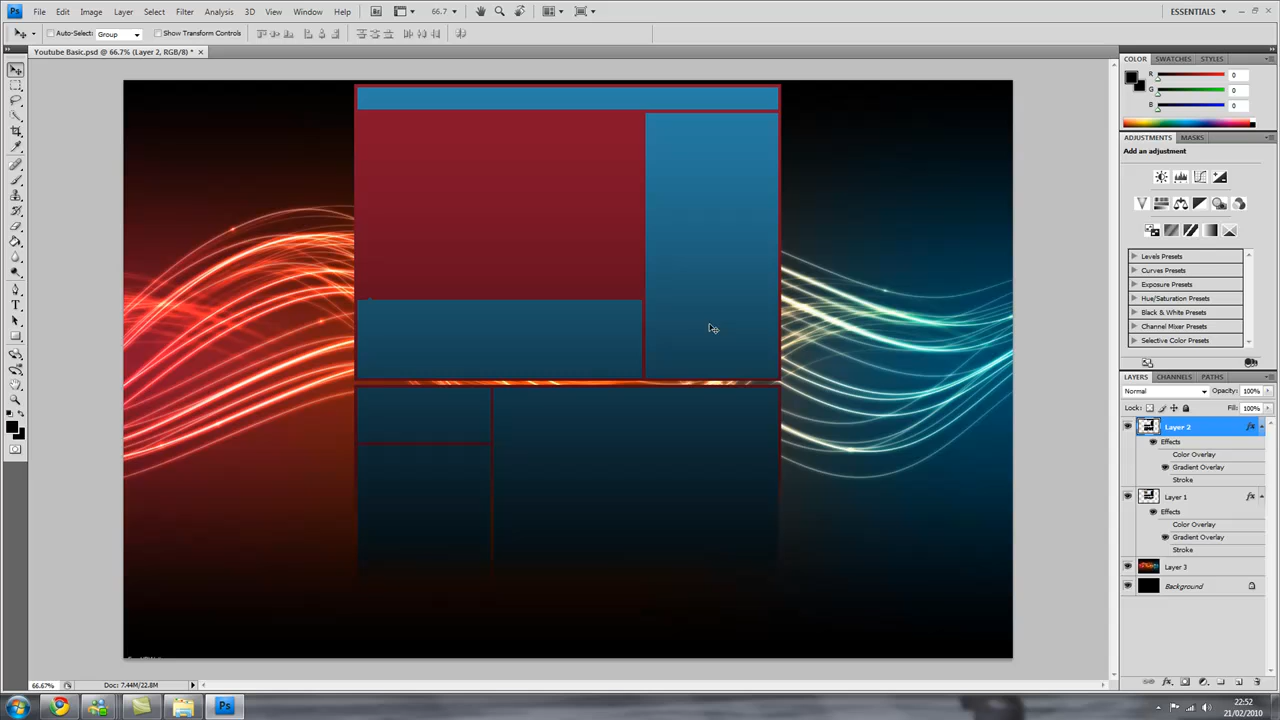 Ps File Edit Image Layer Select Filter Analysis 3D View Window Help 66.7 ESSENTIALS
Auto-Select: Group Show Transform Controls
Youtube Basic.psd @ 66.7% (Layer 2, RGB/8) *
COLOR SWATCHES STYLES
R 0
G 0
B 0
ADJUSTMENTS MASKS
Add an adjustment
Levels Presets
Curves Presets
Exposure Presets
Hue/Saturation Presets
Black & White Presets
Channel Mixer Presets
Selective Color Presets
LAYERS CHANNELS PATHS
Normal Opacity: 100%
Lock: Fill: 100%
Layer 2 fx
Effects
Color Overlay
Gradient Overlay
Stroke
Layer 1 fx
Effects
Color Overlay
Gradient Overlay
Stroke
Layer 3
Background
66.67% Doc: 7.44M/22.8M
Ps
22:52
21/02/2010